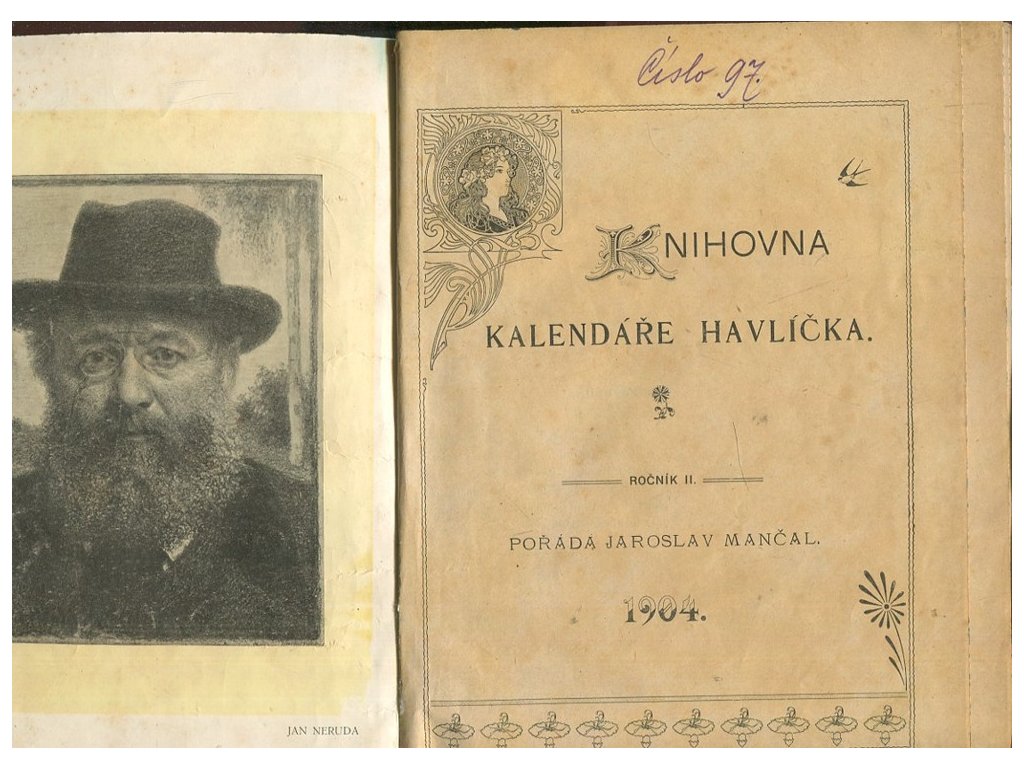 JAN NERUDA
Číslo 97.
KNIHOVNA
KALENDÁŘE HAVLÍČKA.
ROČNÍK II.
POŘÁDÁ JAROSLAV MANČAL.
1904.